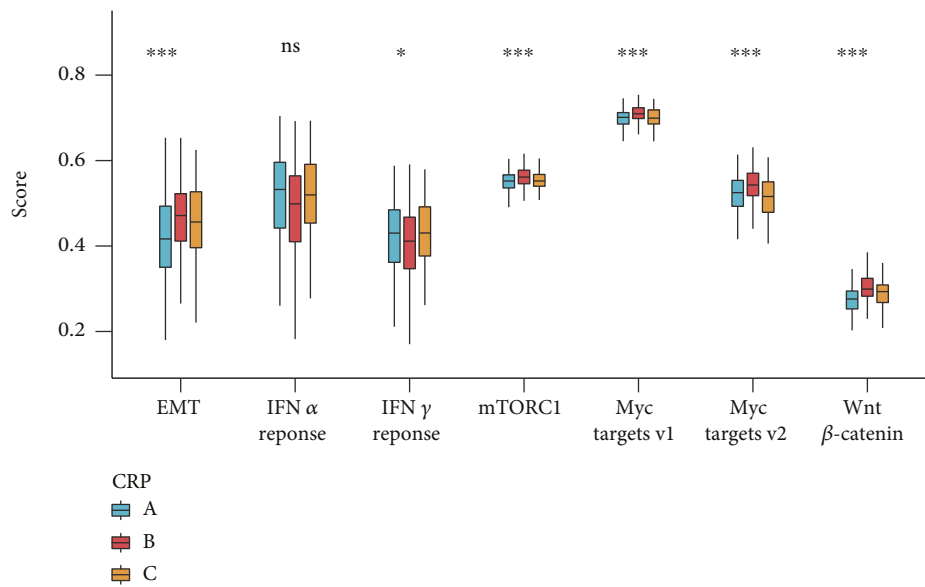 *** ns * *** *** *** ***
0.8
0.6
0.4
0.2
Score
EMT IFN α IFN γ mTORC1 Myc Myc Wnt
reponse reponse targets v1 targets v2 β-catenin
CRP
A
B
C